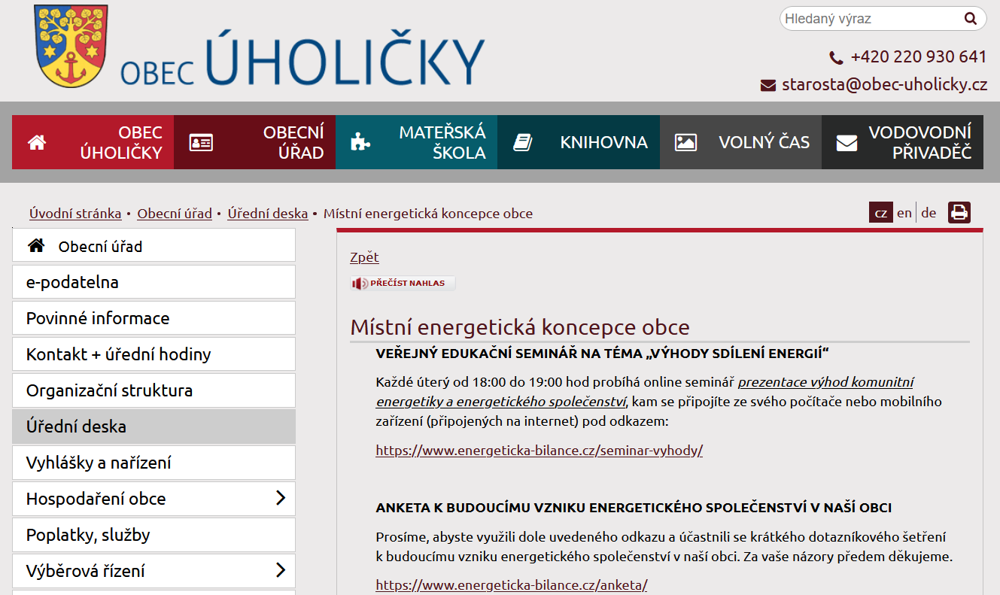 OBEC ÚHOLIČKY
Hledaný výraz
+420 220 930 641
starosta@obec-uholicky.cz
OBEC
ÚHOLIČKY
OBECNÍ
ÚŘAD
MATEŘSKÁ
ŠKOLA
KNIHOVNA
VOLNÝ ČAS
VODOVODNÍ
PŘIVADĚČ
Úvodní stránka • Obecní úřad • Úřední deska • Místní energetická koncepce obce
cz en de
Obecní úřad
e-podatelna
Povinné informace
Kontakt + úřední hodiny
Organizační struktura
Úřední deska
Vyhlášky a nařízení
Hospodaření obce
Poplatky, služby
Výběrová řízení
Zpět
PŘEČÍST NAHLAS
Místní energetická koncepce obce
VEŘEJNÝ EDUKAČNÍ SEMINÁŘ NA TÉMA „VÝHODY SDÍLENÍ ENERGIÍ“
Každé úterý od 18:00 do 19:00 hod probíhá online seminář prezentace výhod komunitní
energetiky a energetického společenství, kam se připojíte ze svého počítače nebo mobilního
zařízení (připojených na internet) pod odkazem:
https://www.energeticka-bilance.cz/seminar-vyhody/
ANKETA K BUDOUCÍMU VZNIKU ENERGETICKÉHO SPOLEČENSTVÍ V NAŠÍ OBCI
Prosíme, abyste využili dole uvedeného odkazu a účastnili se krátkého dotazníkového šetření
k budoucímu vzniku energetického společenství v naší obci. Za vaše názory předem děkujeme.
https://www.energeticka-bilance.cz/anketa/